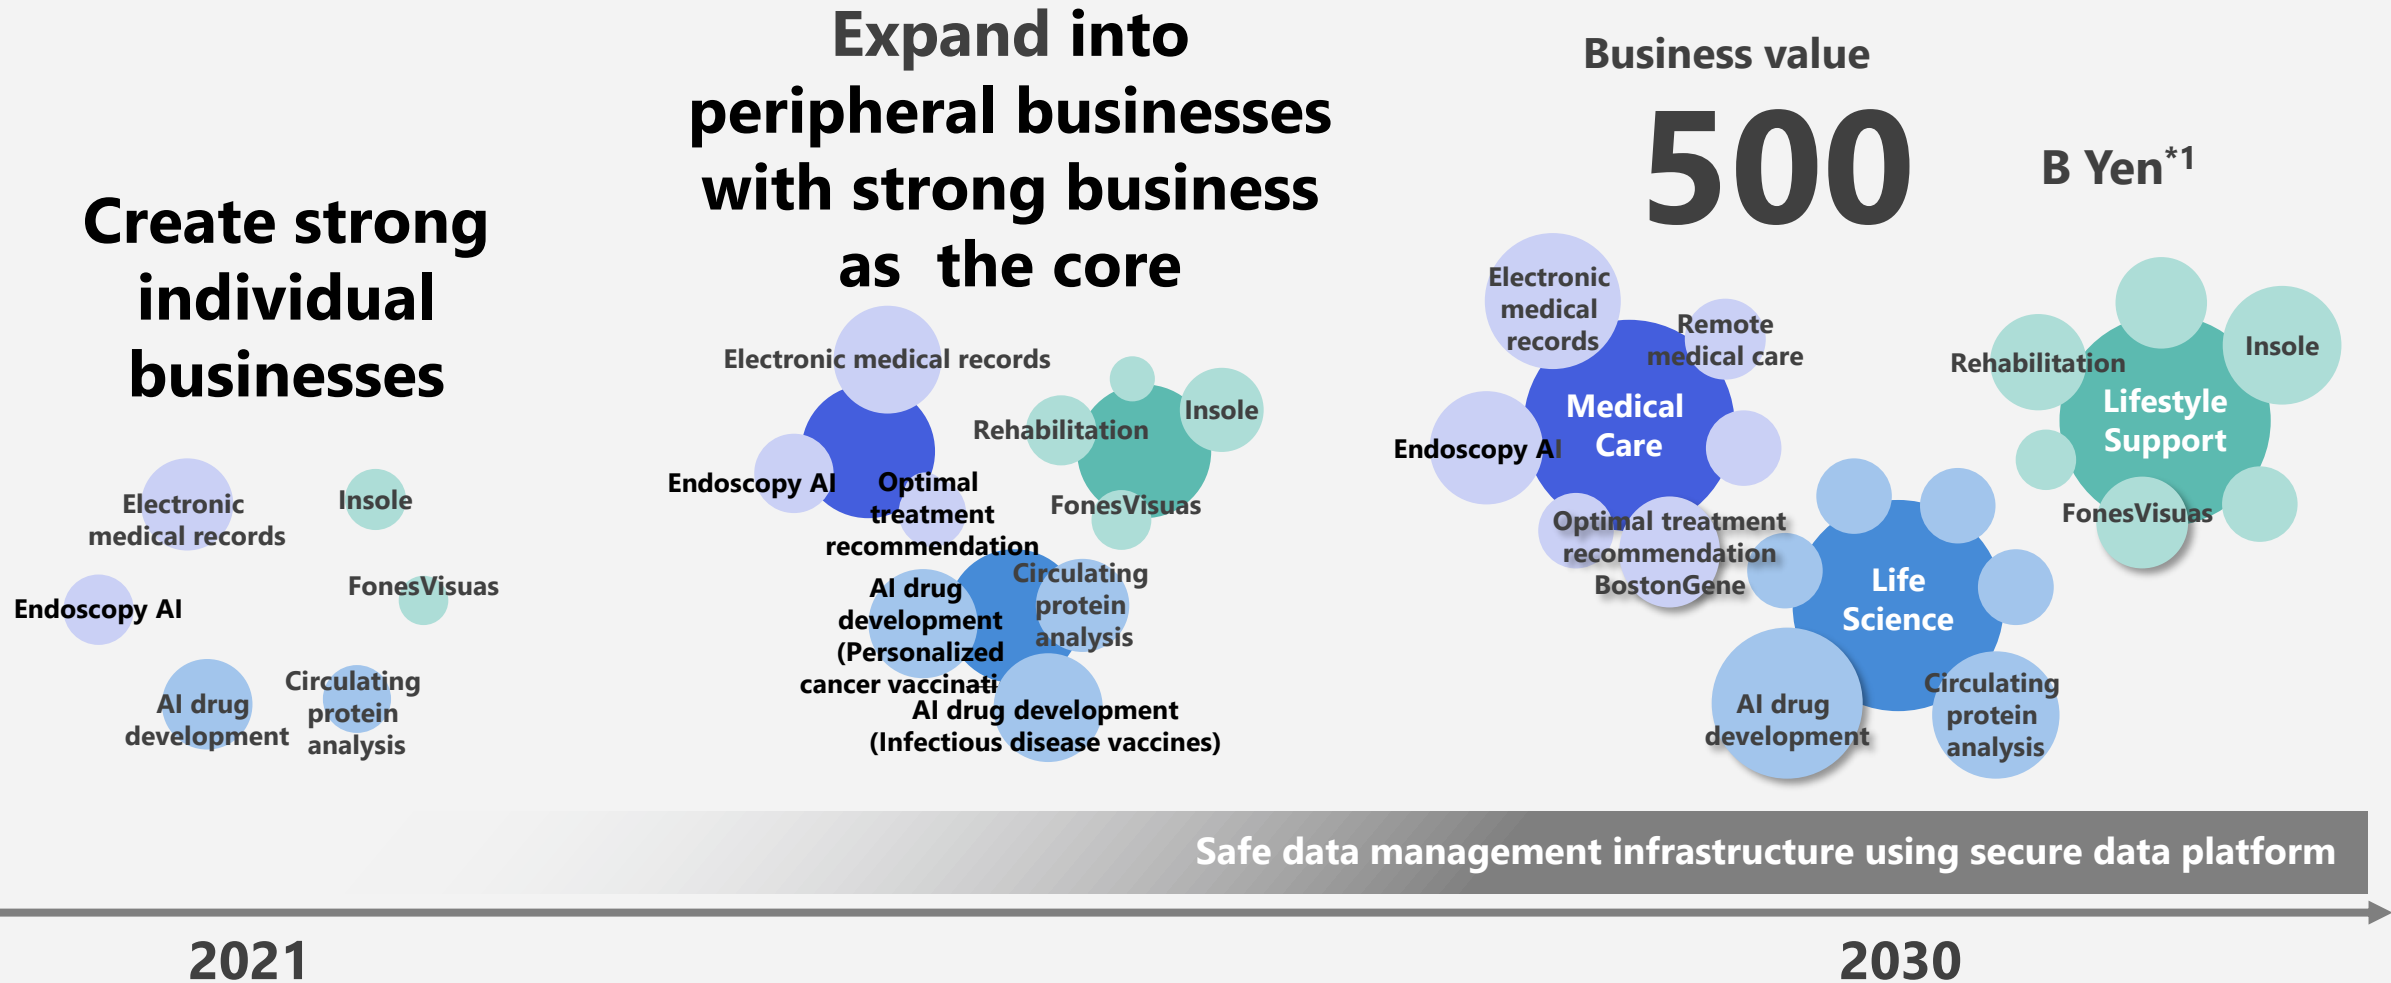 Create strong
individual
businesses
Electronic
medical records
Insole
Endoscopy AI
FonesVisuas
AI drug
development
Circulating
protein
analysis
Expand into
peripheral businesses
with strong business
as the core
Electronic medical records
Endoscopy AI
Optimal
treatment
recommendation
Rehabilitation
Insole
FonesVisuas
AI drug
development
(Personalized
cancer vaccinati
Circulating
protein
analysis
AI drug development
(Infectious disease vaccines)
Business value
500
B Yen*1
Electronic
medical
records
Remote
medical care
Medical
Care
Endoscopy AI
Optimal treatment
recommendation
BostonGene
Rehabilitation
Insole
Lifestyle
Support
FonesVisuas
Life
Science
AI drug
development
Circulating
protein
analysis
Safe data management infrastructure using secure data platform
2021
2030